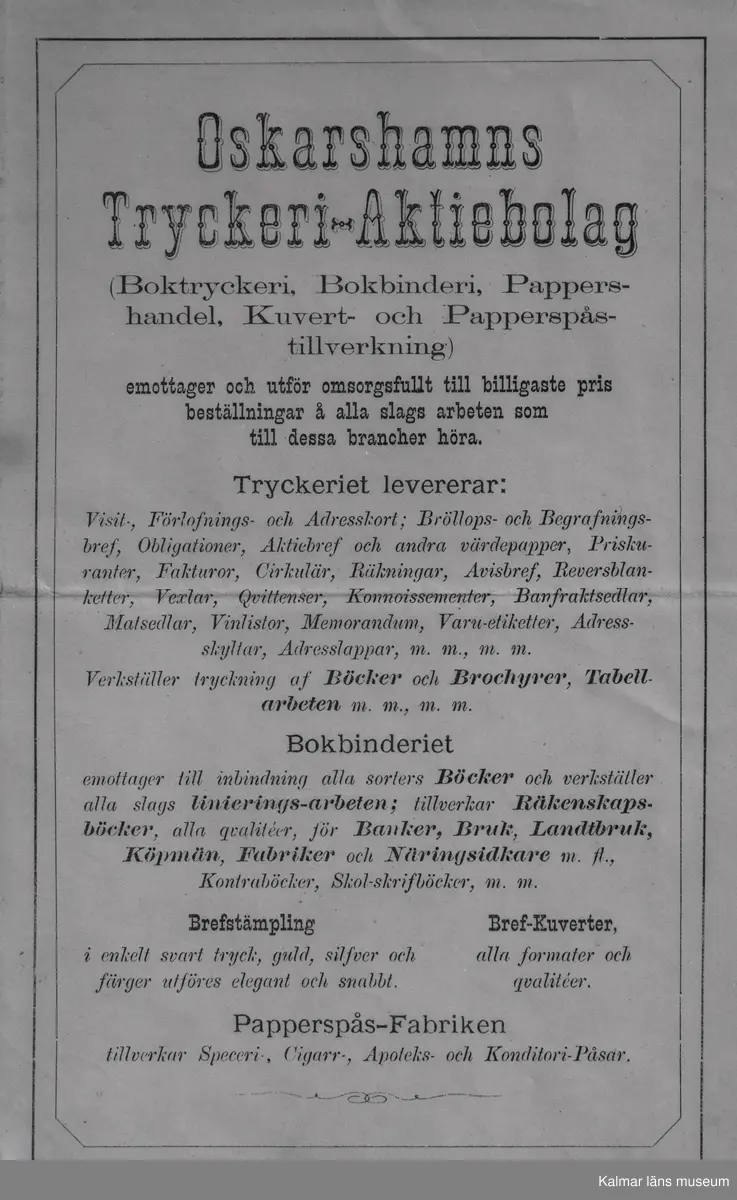 Oskarshamns
Tryckeri-Aktiebolag
(Boktryckeri, Bokbinderi, Pappers-
handel, Kuvert- och Papperspås-
tillverkning)
emottager och utför omsorgsfullt till billigaste pris
beställningar å alla slags arbeten som
till dessa brancher höra.
Tryckeriet levererar:
Visit-, Förlofnings- och Adresskort; Bröllops- och Begrafnings-
bref, Obligationer, Aktiebref och andra värdepapper, Prisku-
ranter, Fakturor, Cirkulär, Räkningar, Avisbref, Reversblan-
ketter, Vexlar, Qvittenser, Konnoissementer, Banfraktsedlar,
Matsedlar, Vinlistor, Memorandum, Varu-etiketter, Adress-
skyltar, Adresslappar, m. m., m. m.
Verkställer tryckning af Böcker och Brochyrer, Tabell-
arbeten m. m., m. m.
Bokbinderiet
emottager till inbindning alla sorters Böcker och verkställer
alla slags linierings-arbeten; tillverkar Räkenskaps-
böcker, alla qvalitéer, för Banker, Bruk, Landtbruk,
Köpmän, Fabriker och Näringsidkare m. fl.,
Kontraböcker, Skol-skrifböcker, m. m.
Brefstämpling
i enkelt svart tryck, guld, silfver och
färger utföres elegant och snabbt.
Bref-Kuverter,
alla formater och
qvalitéer.
Papperspås-Fabriken
tillverkar Speceri-, Cigarr-, Apoteks- och Konditori-Påsar.
Kalmar läns museum